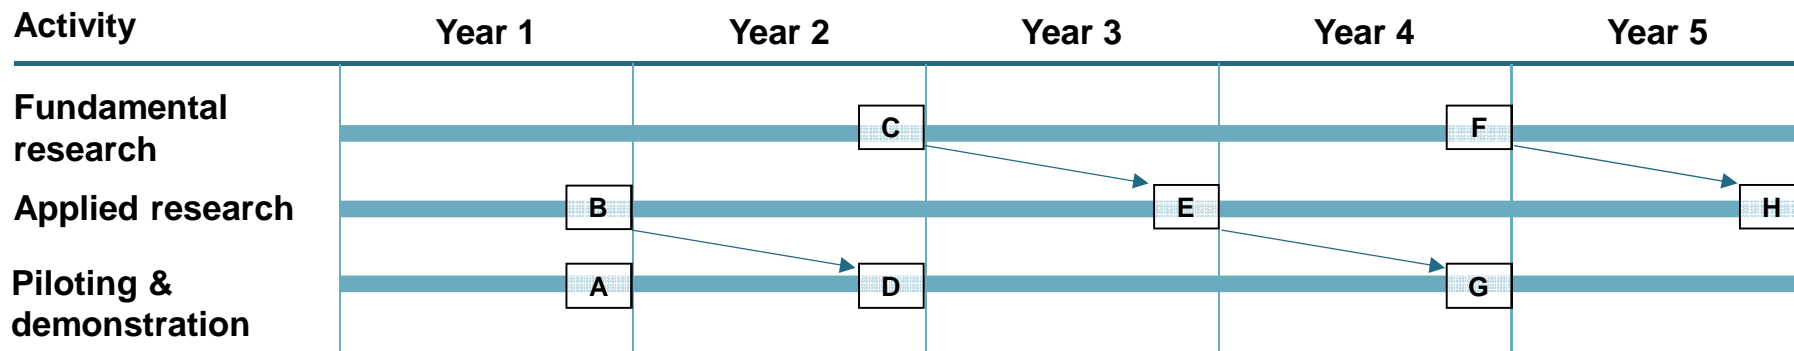 Activity Year 1 Year 2 Year 3 Year 4 Year 5
Fundamental
research
C F
Applied research B E H
Piloting &
demonstration
A D G